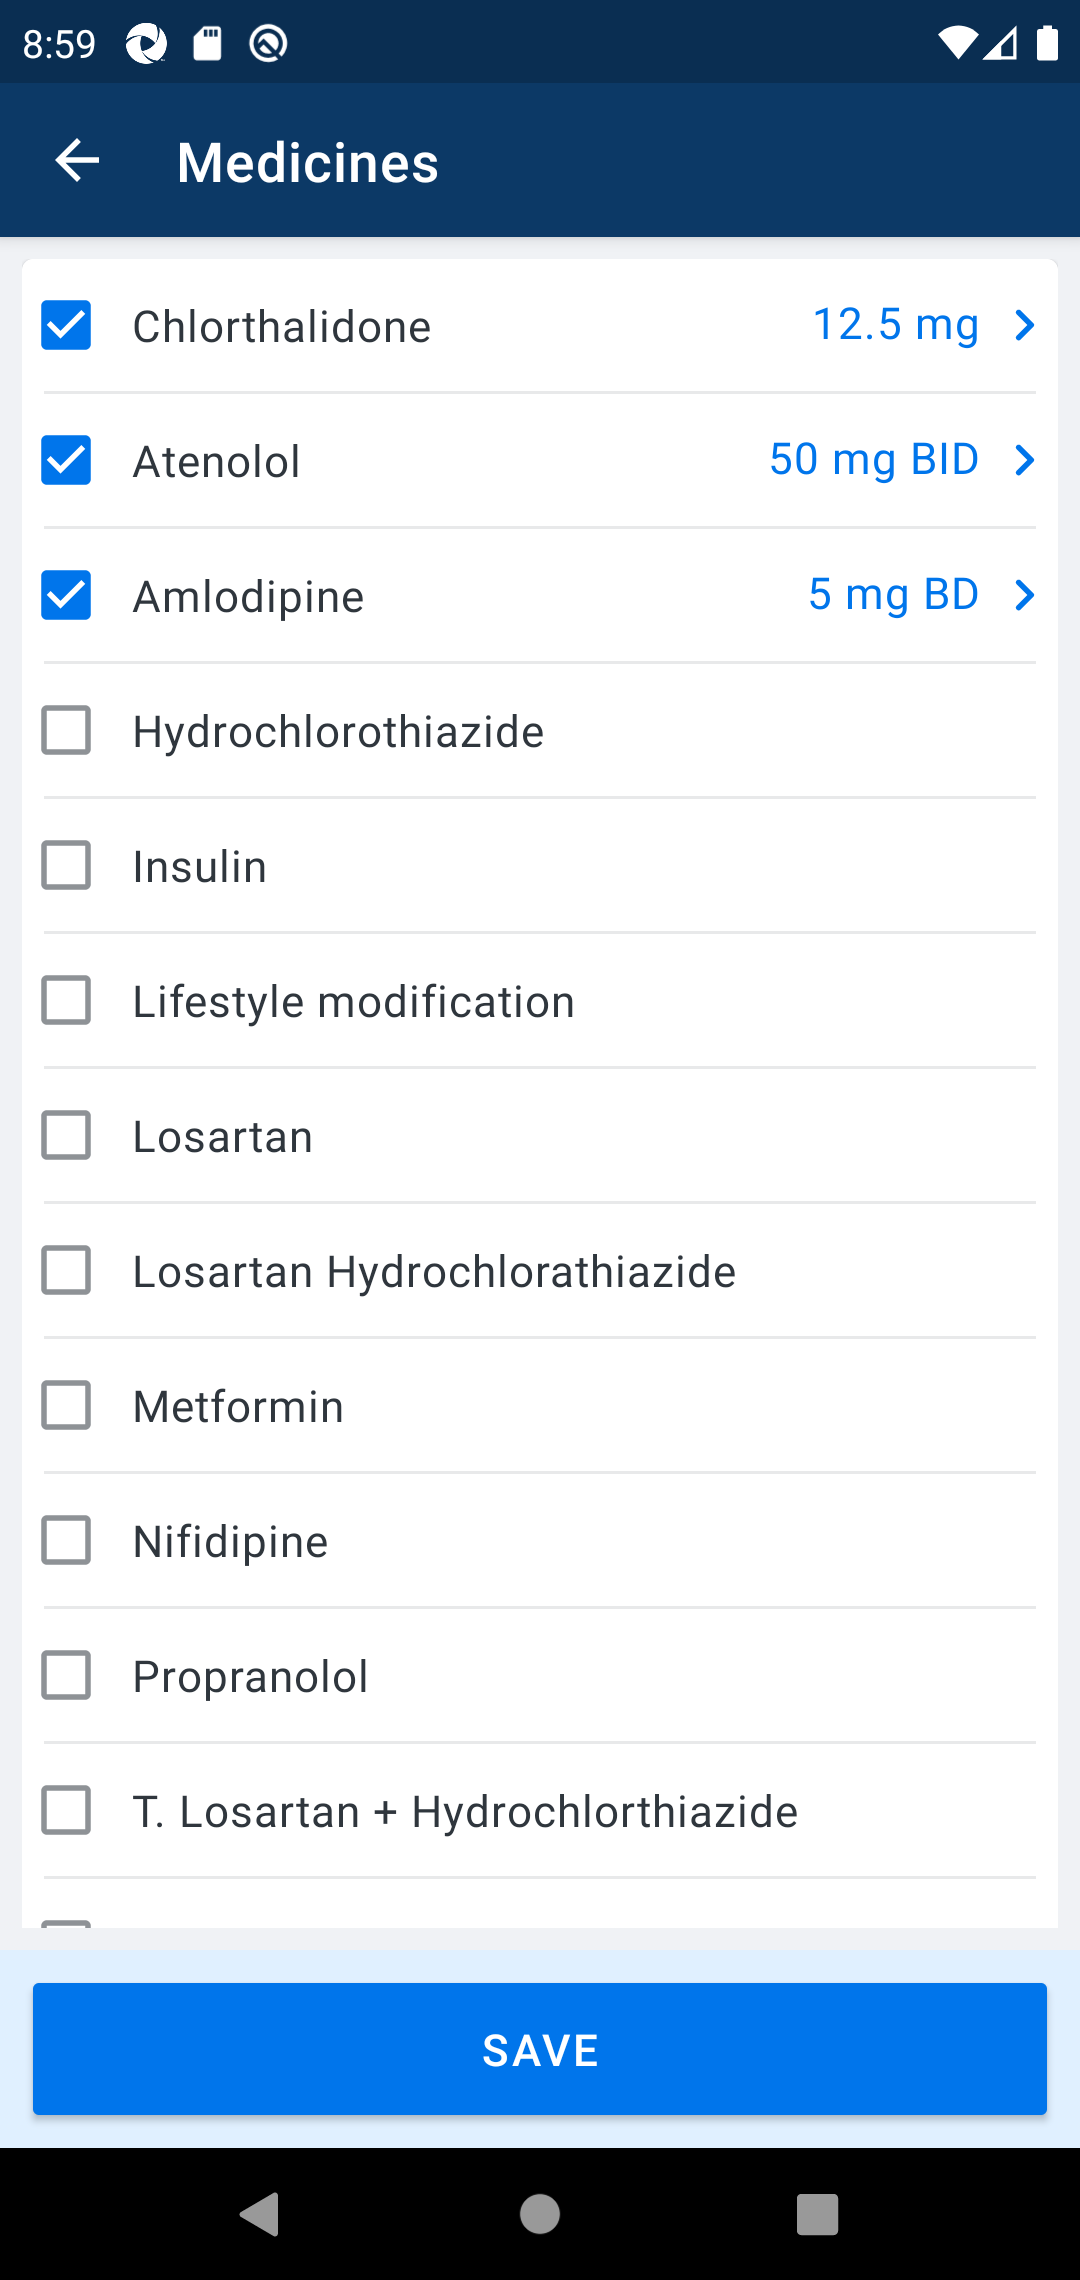 8:59
Medicines
Chlorthalidone 12.5 mg
Atenolol 50 mg BID
Amlodipine 5 mg BD
Hydrochlorothiazide
Insulin
Lifestyle modification
Losartan
Losartan Hydrochlorathiazide
Metformin
Nifidipine
Propranolol
T. Losartan + Hydrochlorthiazide
SAVE